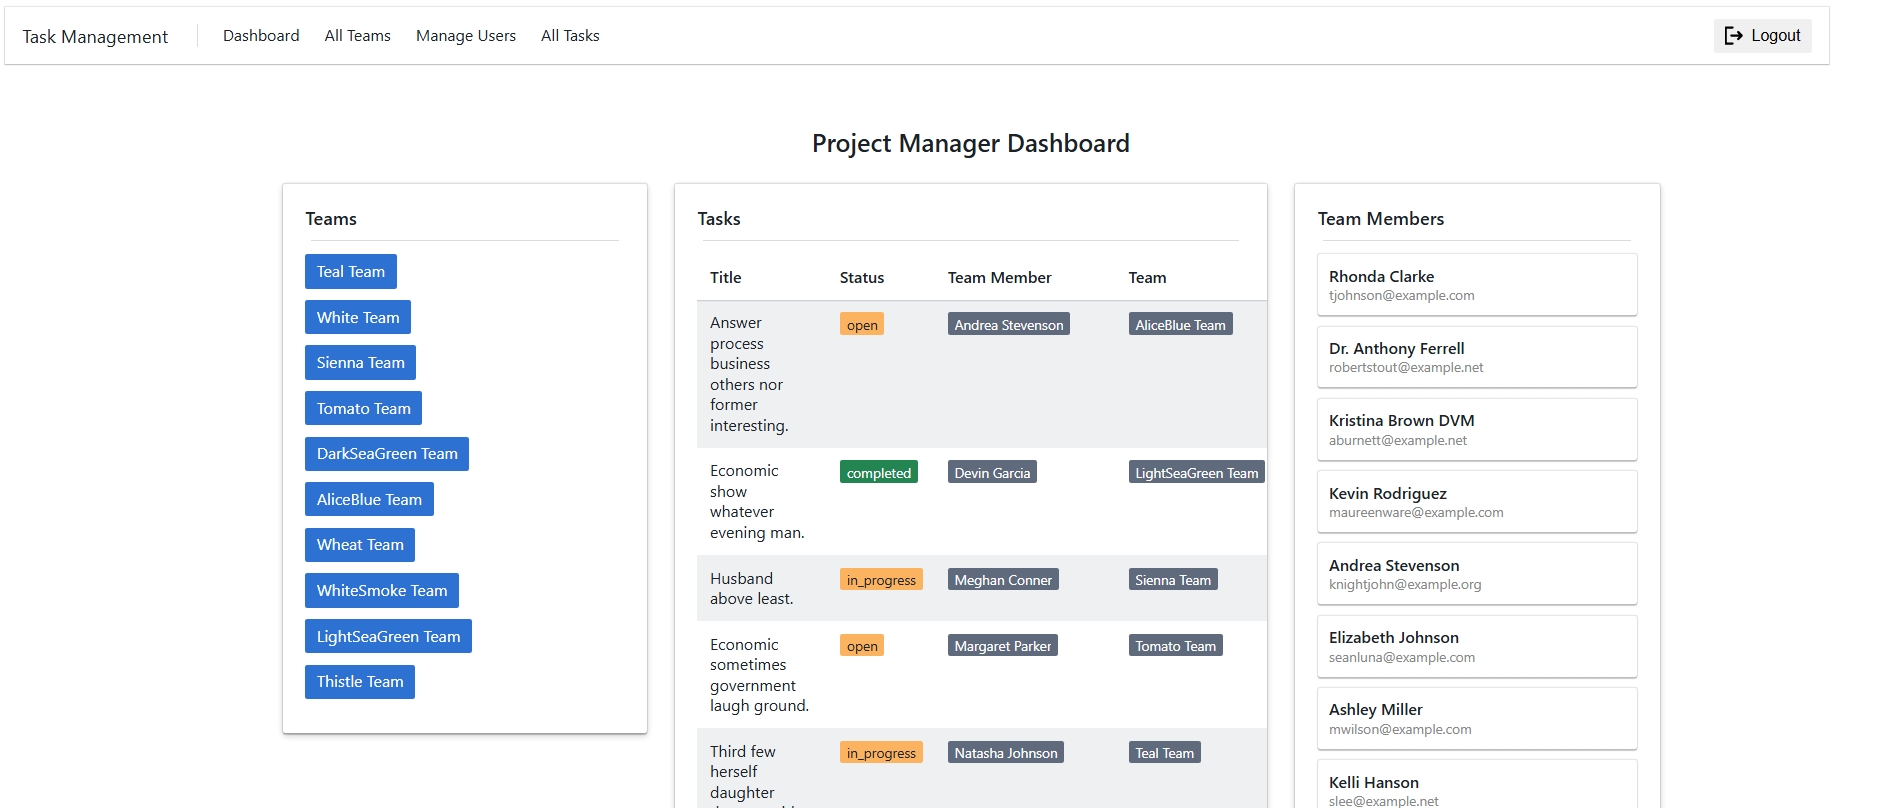 Task Management
Dashboard
All Teams
Manage Users
All Tasks
Logout
Project Manager Dashboard
Teams
Teal Team
White Team
Sienna Team
Tomato Team
DarkSeaGreen Team
AliceBlue Team
Wheat Team
WhiteSmoke Team
LightSeaGreen Team
Thistle Team
Tasks
Title Status Team Member Team
Answer
process
business
others nor
former
interesting.
open
Andrea Stevenson
AliceBlue Team
Economic
show
whatever
evening man.
completed
Devin Garcia
LightSeaGreen Team
Husband
above least.
in_progress
Meghan Conner
Sienna Team
Economic
sometimes
government
laugh ground.
open
Margaret Parker
Tomato Team
Third few
herself
daughter
in_progress
Natasha Johnson
Teal Team
Team Members
Rhonda Clarke
tjohnson@example.com
Dr. Anthony Ferrell
robertstout@example.net
Kristina Brown DVM
aburnett@example.net
Kevin Rodriguez
maureenware@example.com
Andrea Stevenson
knightjohn@example.org
Elizabeth Johnson
seanluna@example.com
Ashley Miller
mwilson@example.com
Kelli Hanson
slee@example.net